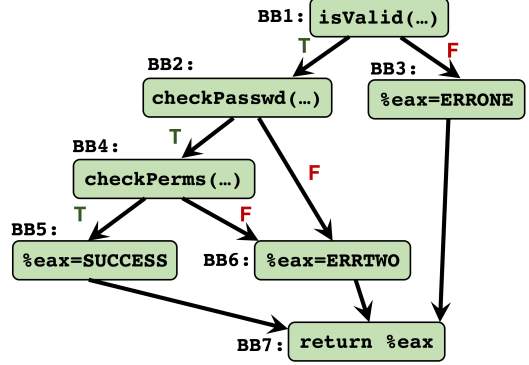 BB1: isValid(…)
T F
BB2: BB3:
checkPasswd(…) %eax=ERRONE
T
BB4:
checkPerms(…) F
T F
BB5:
%eax=SUCCESS BB6: %eax=ERRTWO
BB7: return %eax